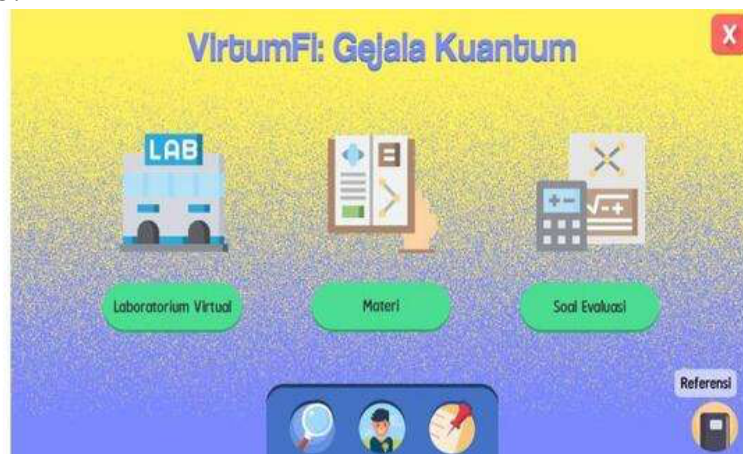 VirtumFi: Gejala Kuantum
X
LAB
Laboratorium Virtual
Materi
Soal Evaluasi
Referensi